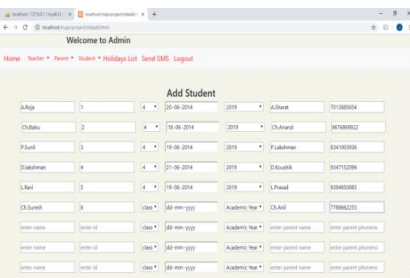 localhost / 127.0.0.1 / mydb12 /
localhost/majorproject/stdadd.html
Welcome to Admin
Home Teacher Parent Student Holidays List Send SMS Logout
Add Student
A.Roja 1 4 20-06-2014 2019 A.Sharat 7013885654
Ch.Babu 2 4 18-06-2014 2019 Ch.Anand 9676869922
P.Sunil 3 4 19-06-2014 2019 P.Lakshman 8341003936
D.lakshman 4 4 21-06-2014 2019 D.Koushik 9347152096
L.Ravi 5 4 19-06-2014 2019 L.Prasad 9394850085
Ch.Suresh 6 class dd-mm-yyyy Academic Year Ch.Anil 7788662255
enter name enter id class dd-mm-yyyy Academic Year enter parent name enter parent phoneno
enter name enter id class dd-mm-yyyy Academic Year enter parent name enter parent phoneno
enter name enter id class dd-mm-yyyy Academic Year enter parent name enter parent phoneno